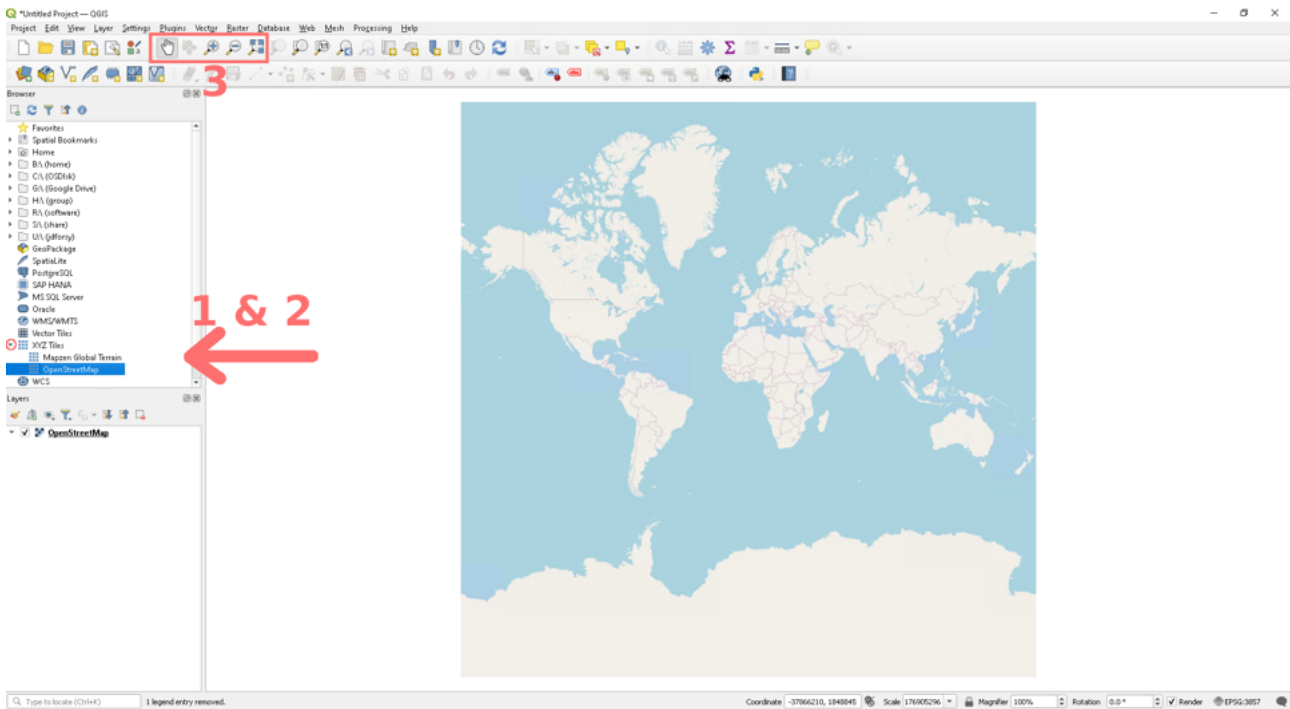 *Untitled Project — QGIS
Project Edit View Layer Settings Plugins Vector Raster Database Web Mesh Processing Help
3
Browser
Favorites
Spatial Bookmarks
Home
B:\ (home)
C:\ (OSDisk)
G:\ (Google Drive)
H:\ (group)
R:\ (software)
S:\ (share)
U:\ (jdforsy)
GeoPackage
SpatiaLite
PostgreSQL
SAP HANA
MS SQL Server
Oracle
WMS/WMTS
Vector Tiles
XYZ Tiles
Mapzen Global Terrain
OpenStreetMap
WCS
1 & 2
Layers
OpenStreetMap
Type to locate (Ctrl+K) 1 legend entry removed. Coordinate -37066210, 1848845 Scale 176905296 Magnifier 100% Rotation 0.0 ° Render EPSG:3857